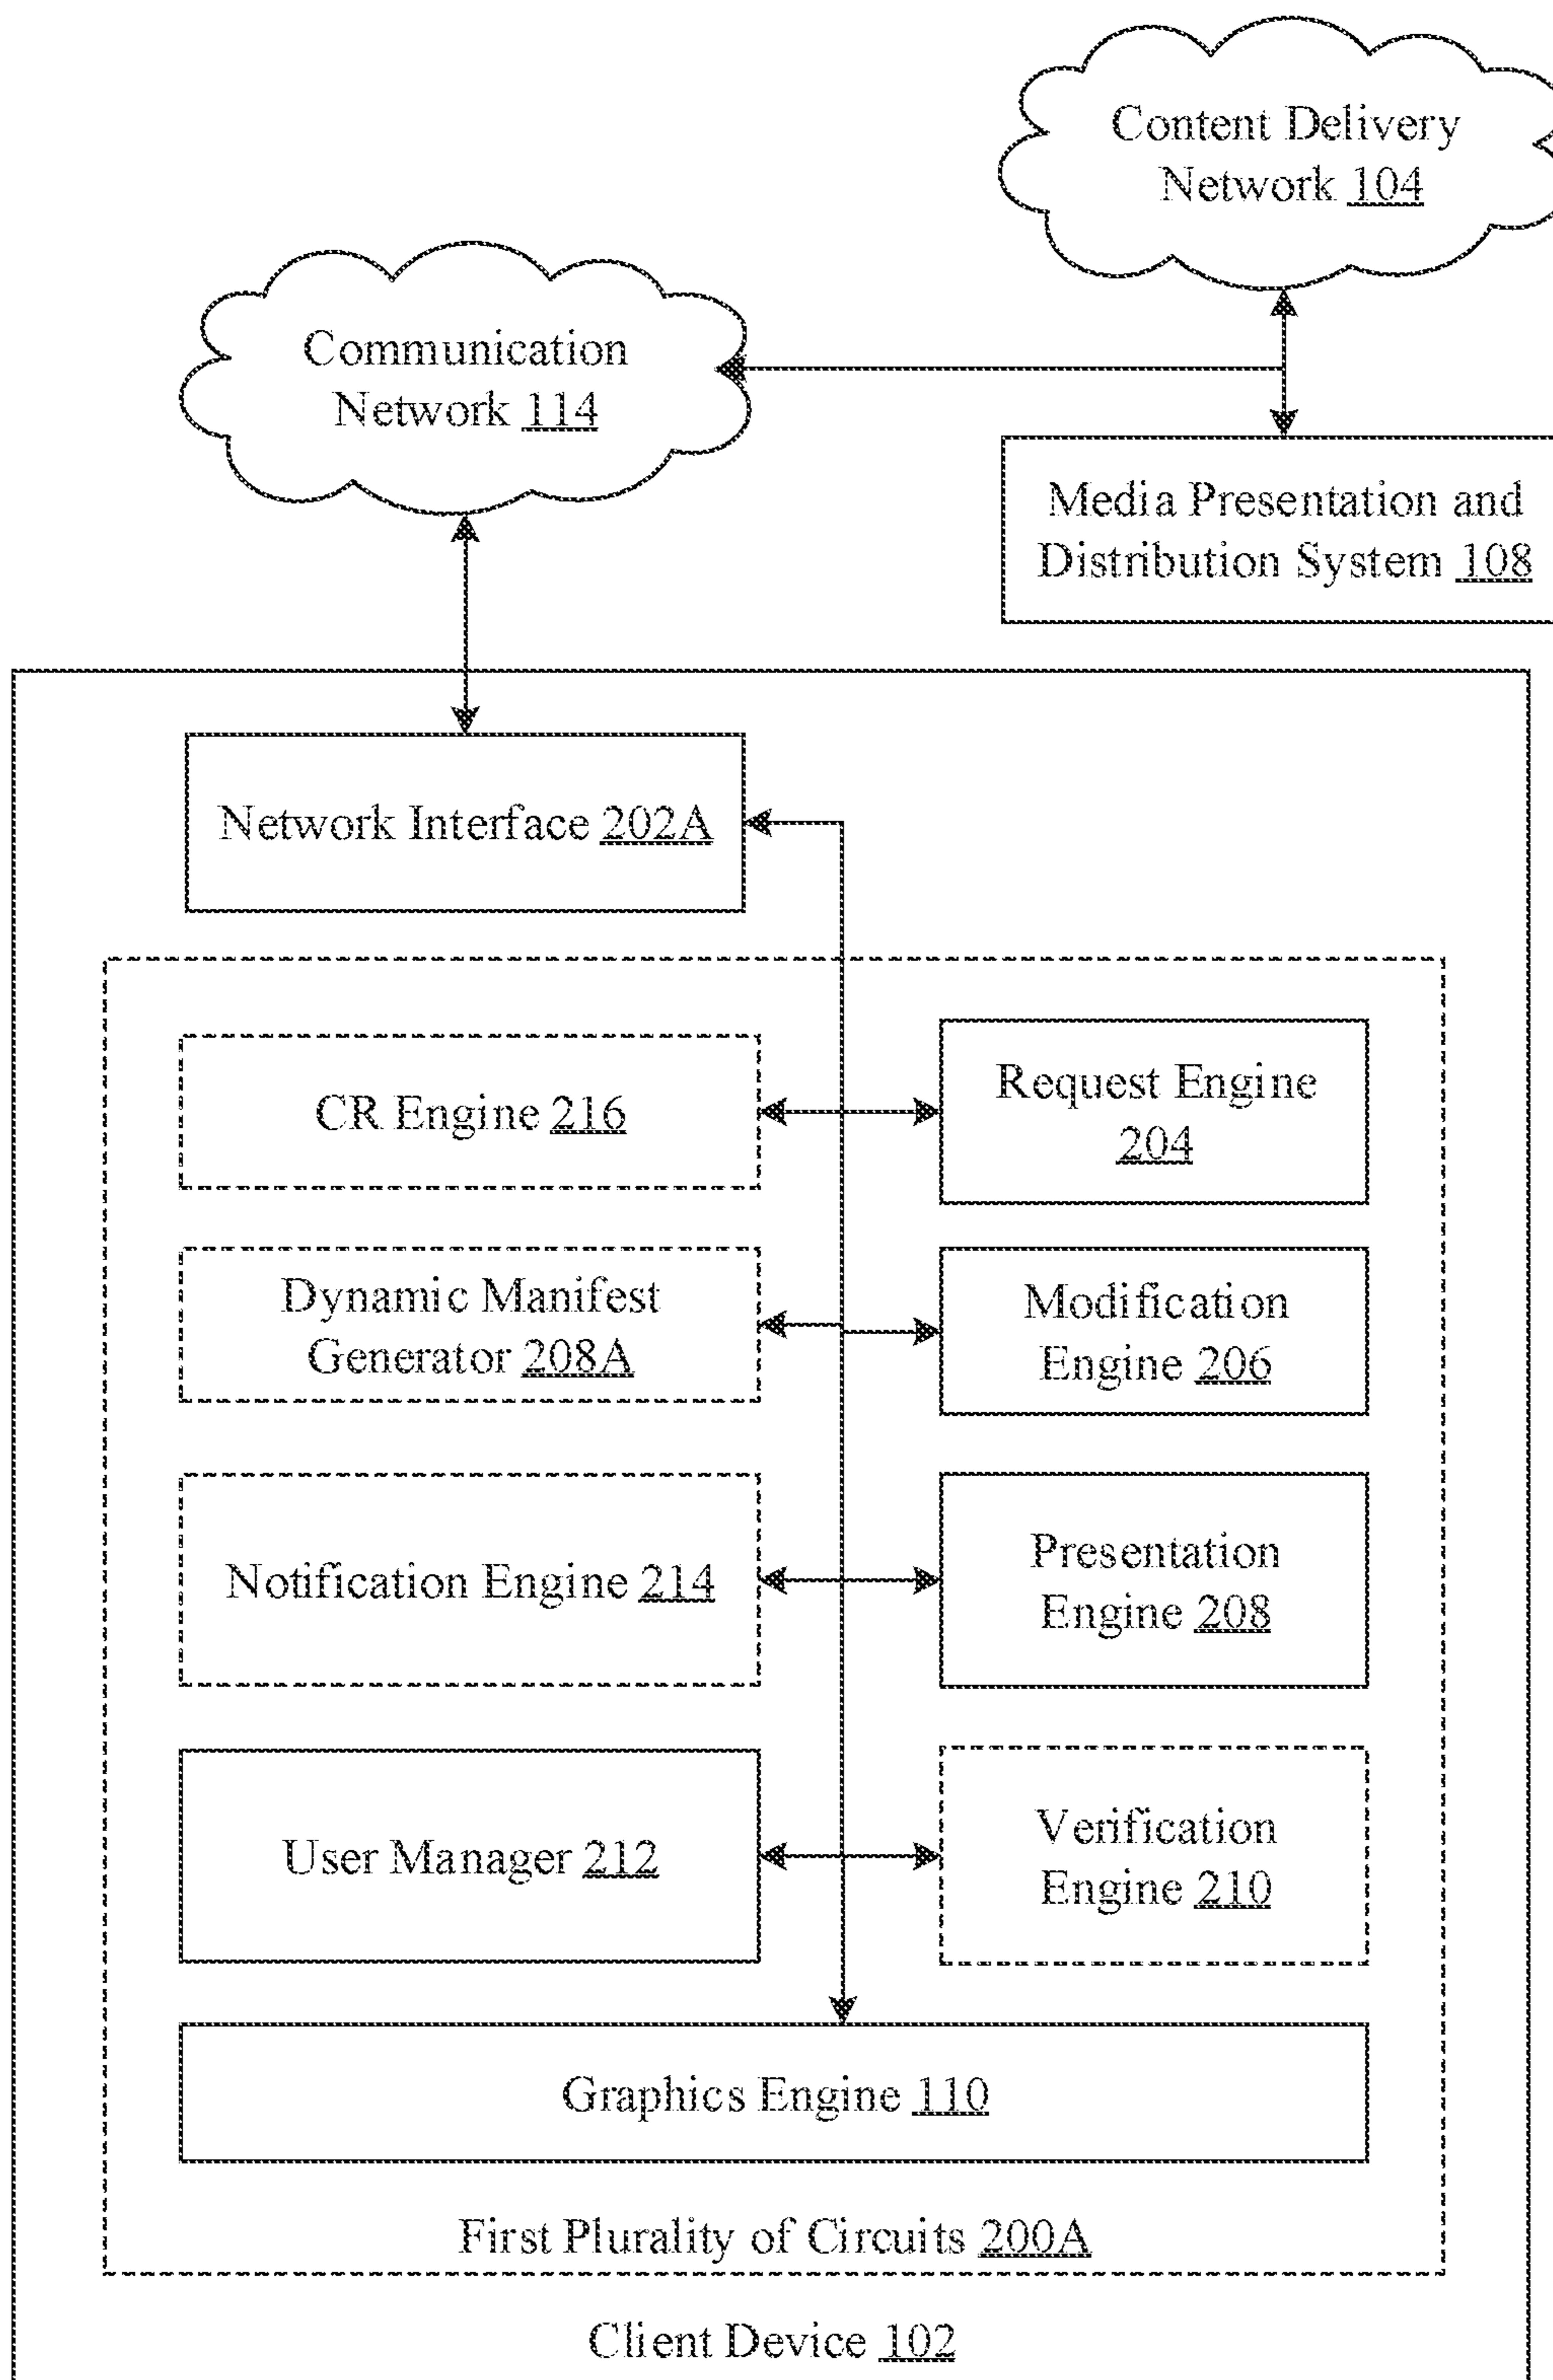 Content Delivery
Network 104
Communication
Network 114
Media Presentation and
Distribution System 108
Network Interface 202A
CR Engine 216
Request Engine
204
Dynamic Manifest
Generator 208A
Modification
Engine 206
Notification Engine 214
Presentation
Engine 208
User Manager 212
Verification
Engine 210
Graphics Engine 110
First Plurality of Circuits 200A
Client Device 102